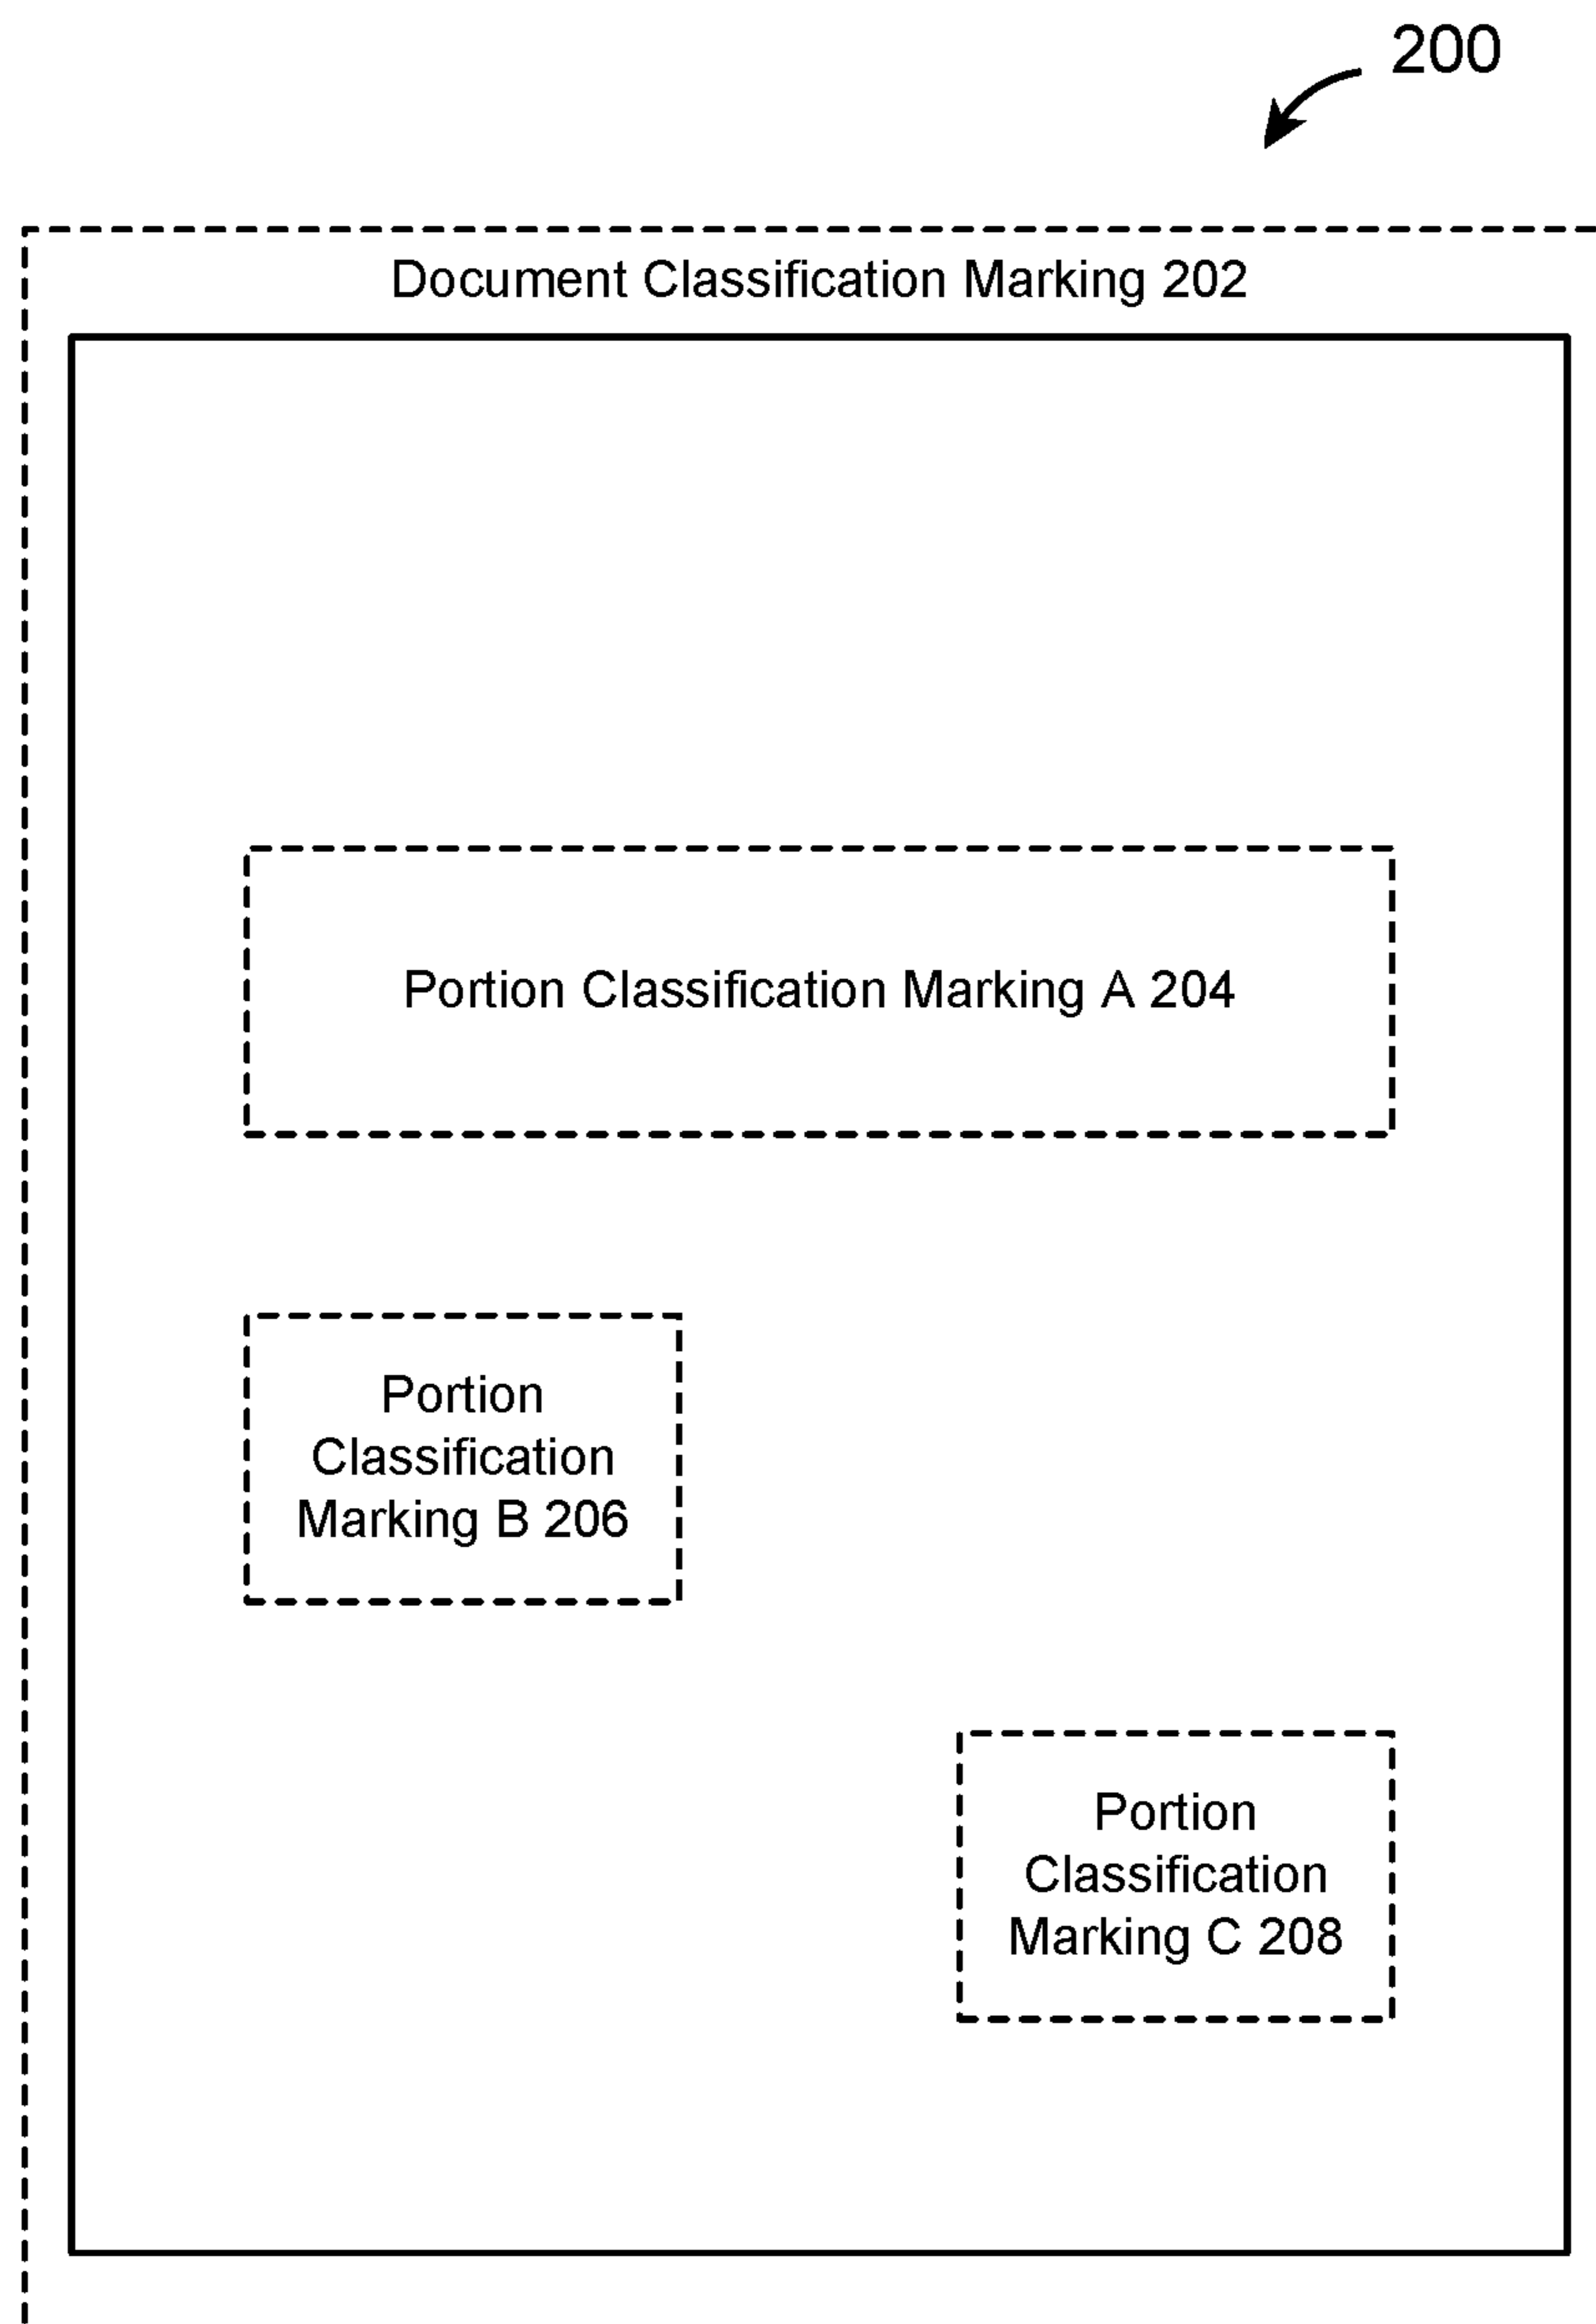 200
Document Classification Marking 202
Portion Classification Marking A 204
Portion
Classification
Marking B 206
Portion
Classification
Marking C 208